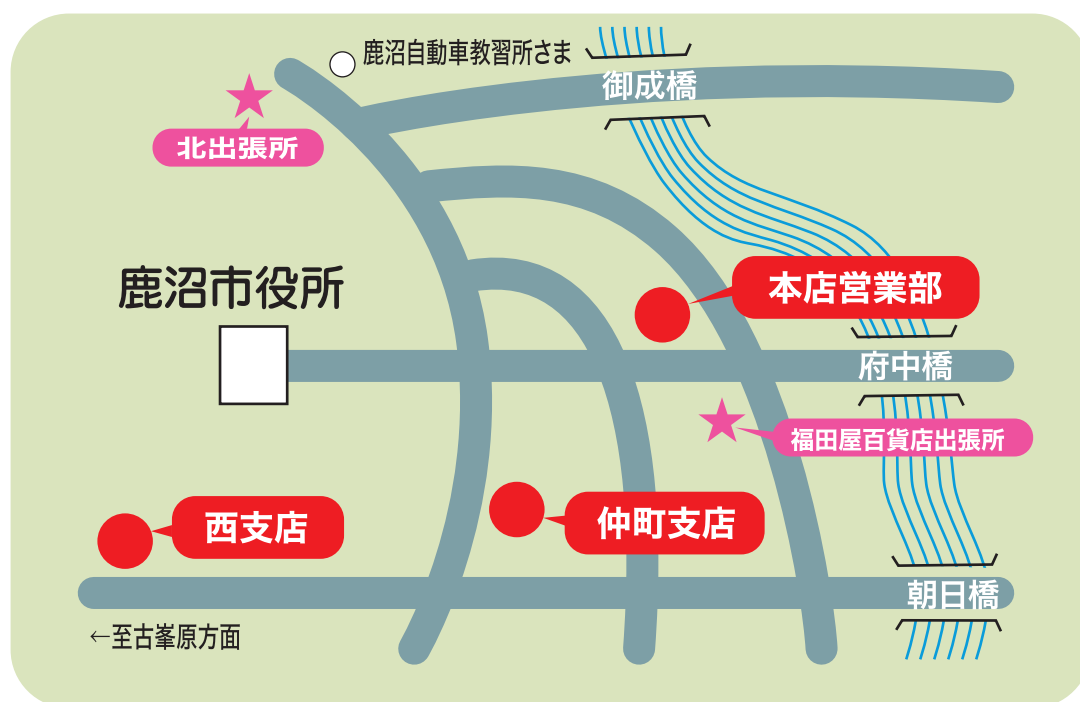 鹿沼自動車教習所さま
御成橋
北出張所
鹿沼市役所
本店営業部
府中橋
福田屋百貨店出張所
西支店
仲町支店
朝日橋
←至古峯原方面